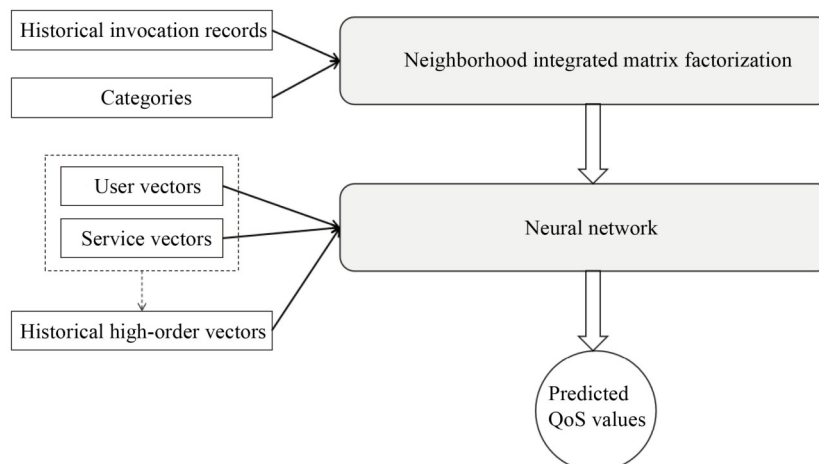 Historical invocation records
Categories
Neighborhood integrated matrix factorization
User vectors
Service vectors
Historical high-order vectors
Neural network
Predicted
QoS values